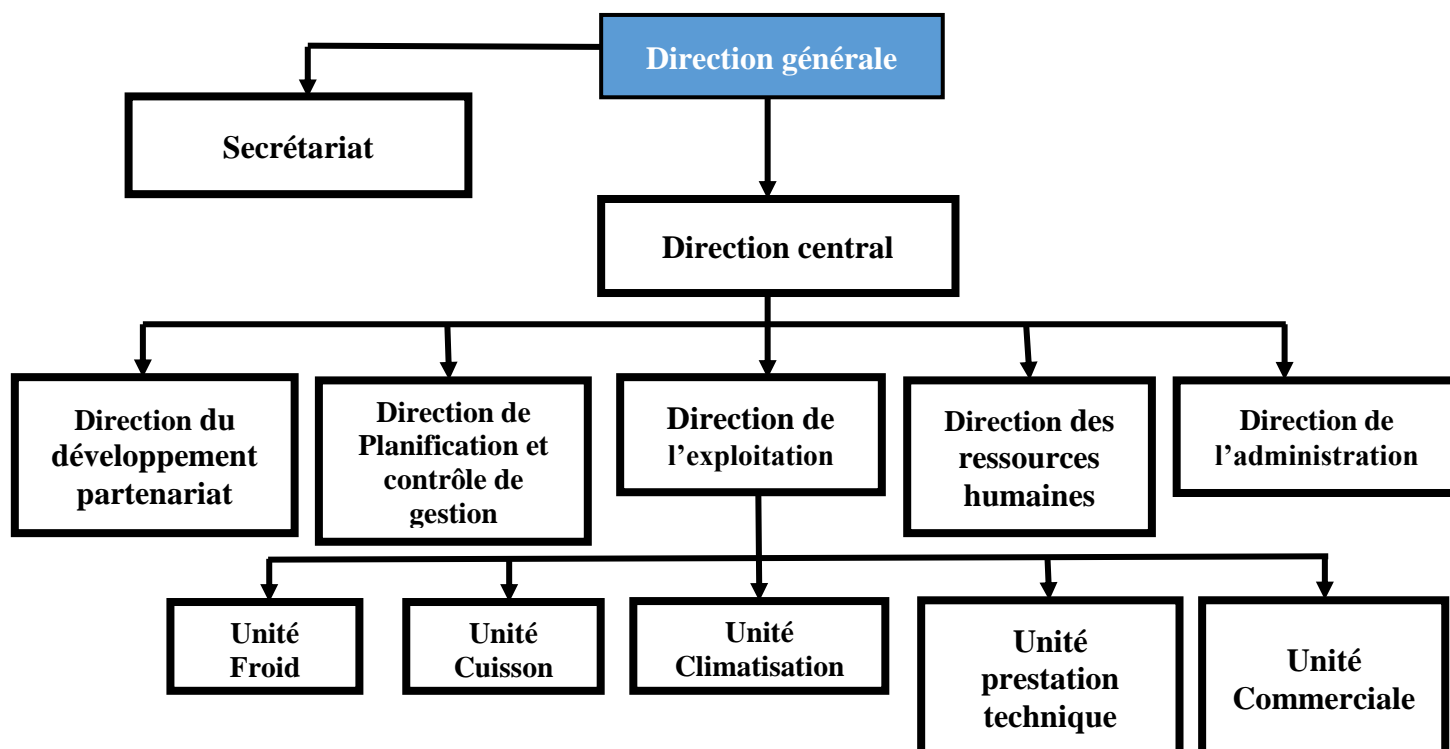 Direction générale
Secrétariat
Direction central
Direction du
développement
partenariat
Direction de
Planification et
contrôle de
gestion
Direction de
l’exploitation
Direction des
ressources
humaines
Direction de
l’administration
Unité
Froid
Unité
Cuisson
Unité
Climatisation
Unité
prestation
technique
Unité
Commerciale